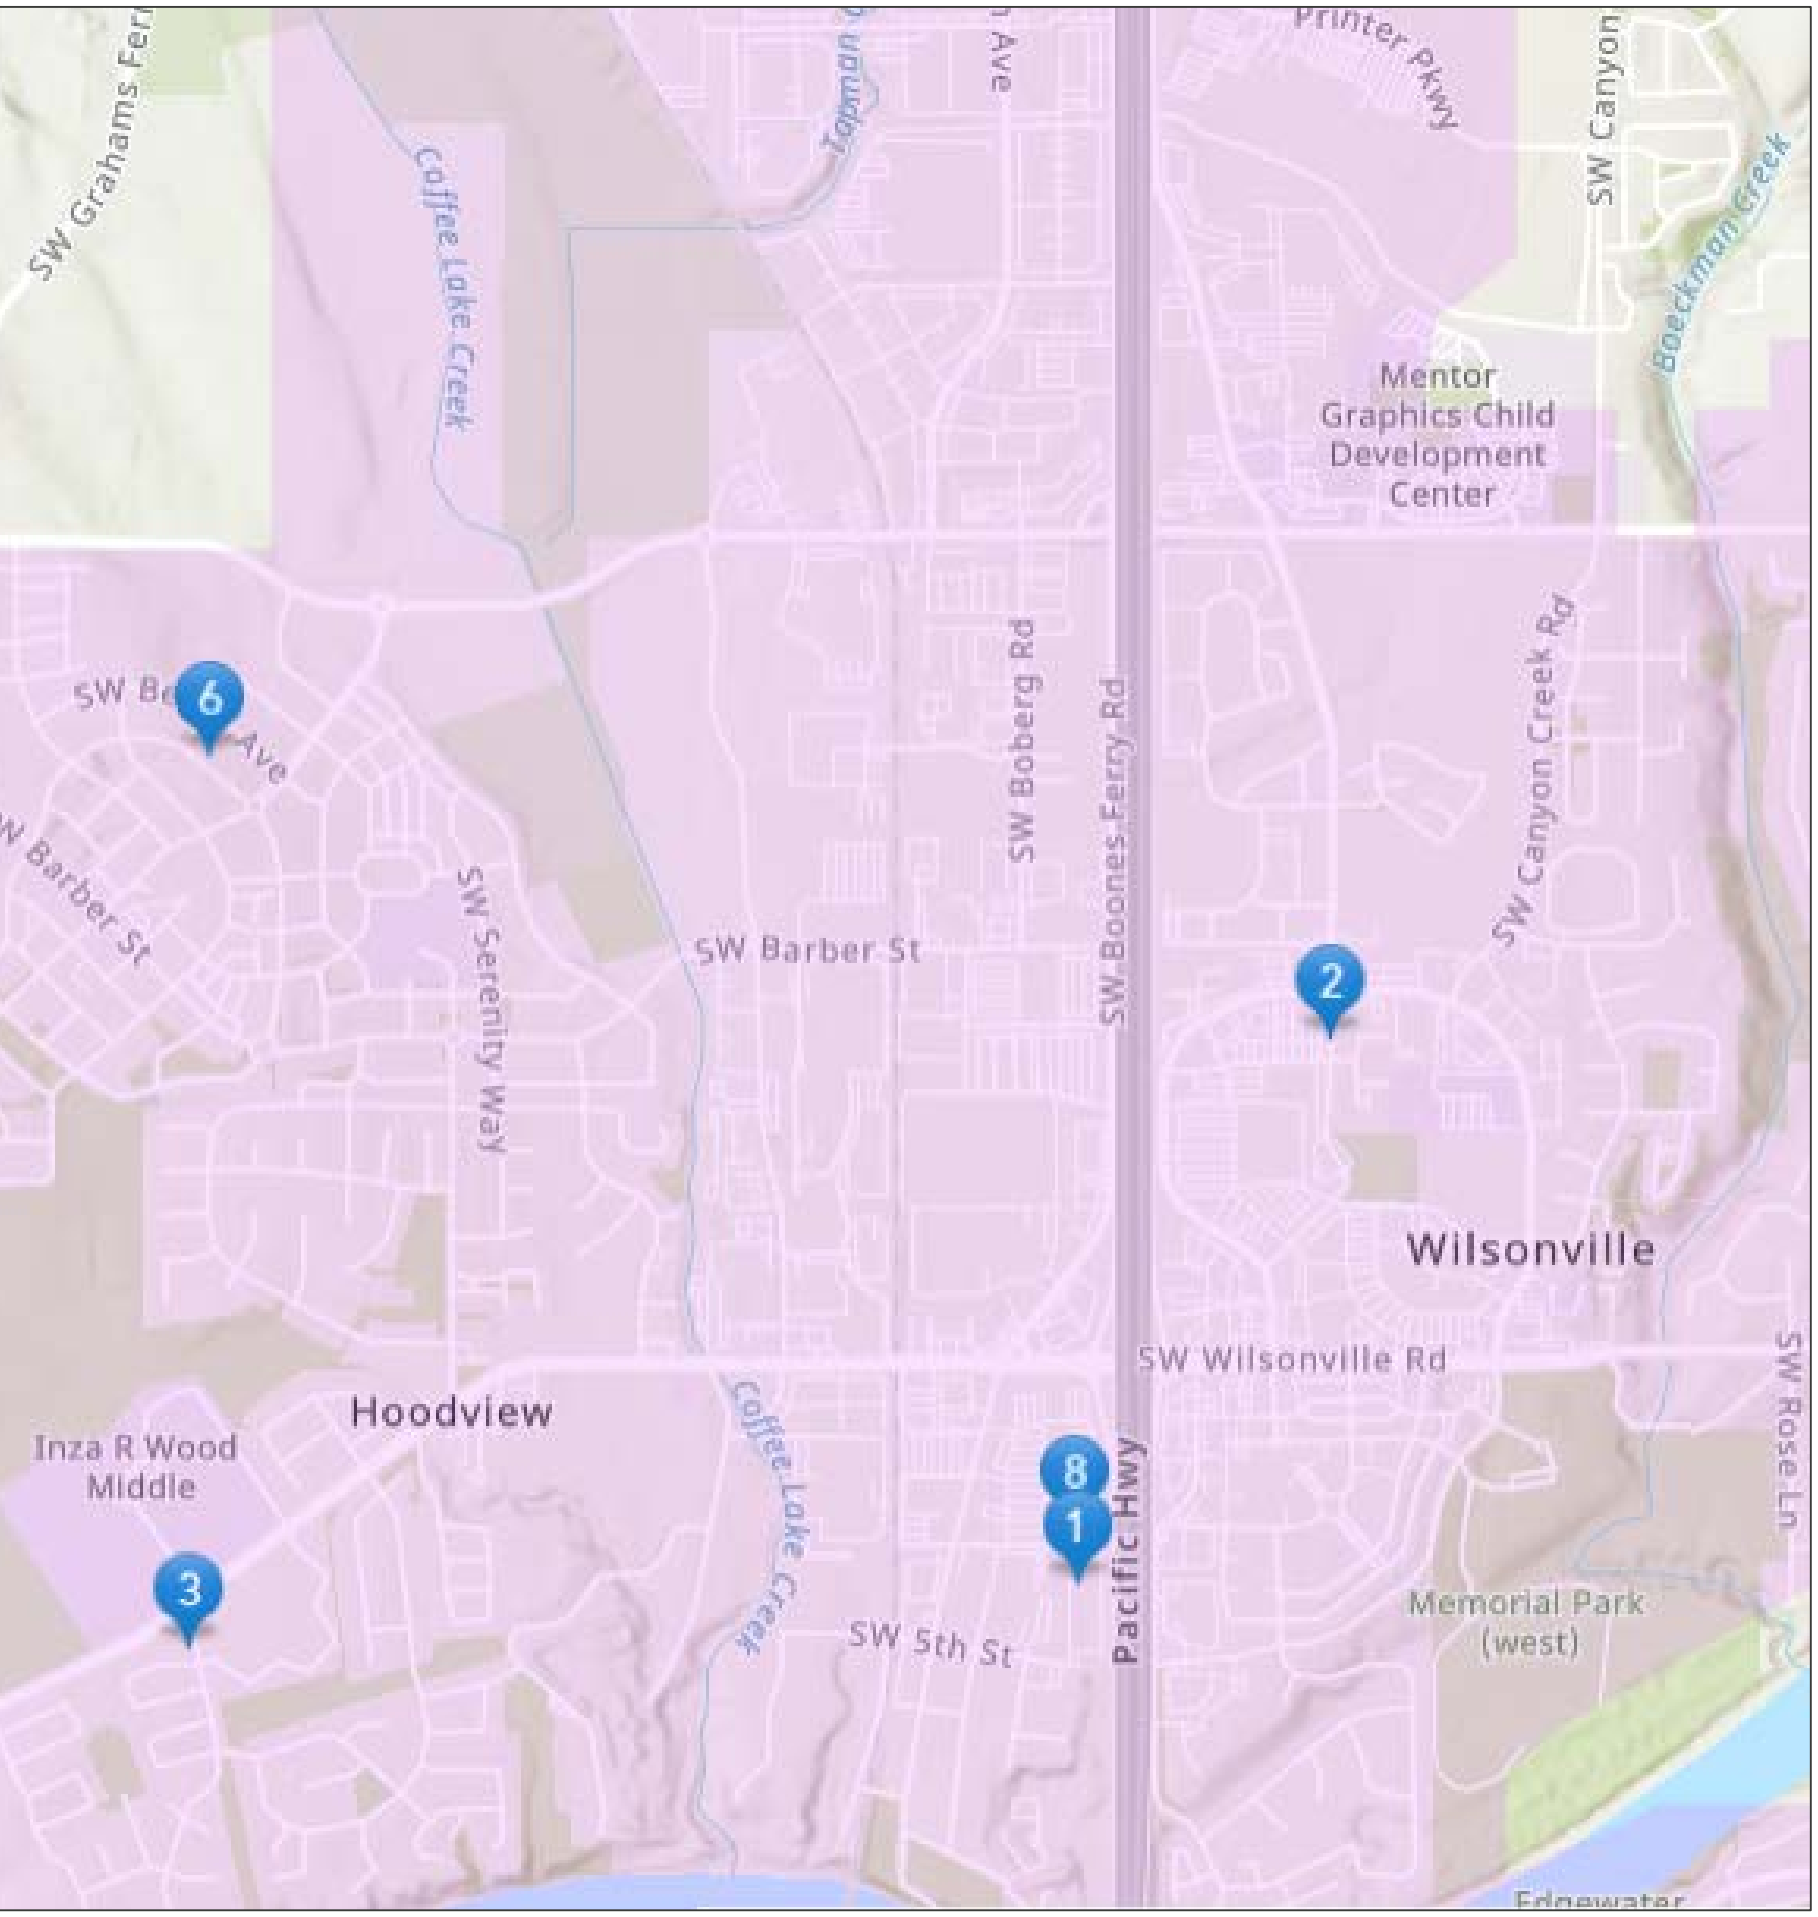 SW Grahams Ferr
Coffee Lake Creek
Tapman
Ave
Printer Pkwy
SW Canyon
Boeckman Creek
Mentor
Graphics Child
Development
Center
SW Boberg Rd
SW Boones Ferry Rd
SW Canyon Creek Rd
6
SW Be
Ave
W Barber St
SW Serenity Way
SW Barber St
2
Wilsonville
SW Wilsonville Rd
SW Rose Ln
Hoodview
Inza R Wood
Middle
Coffee Lake Creek
8
1
Pacific Hwy
3
SW 5th St
Memorial Park
(west)
Edgewater